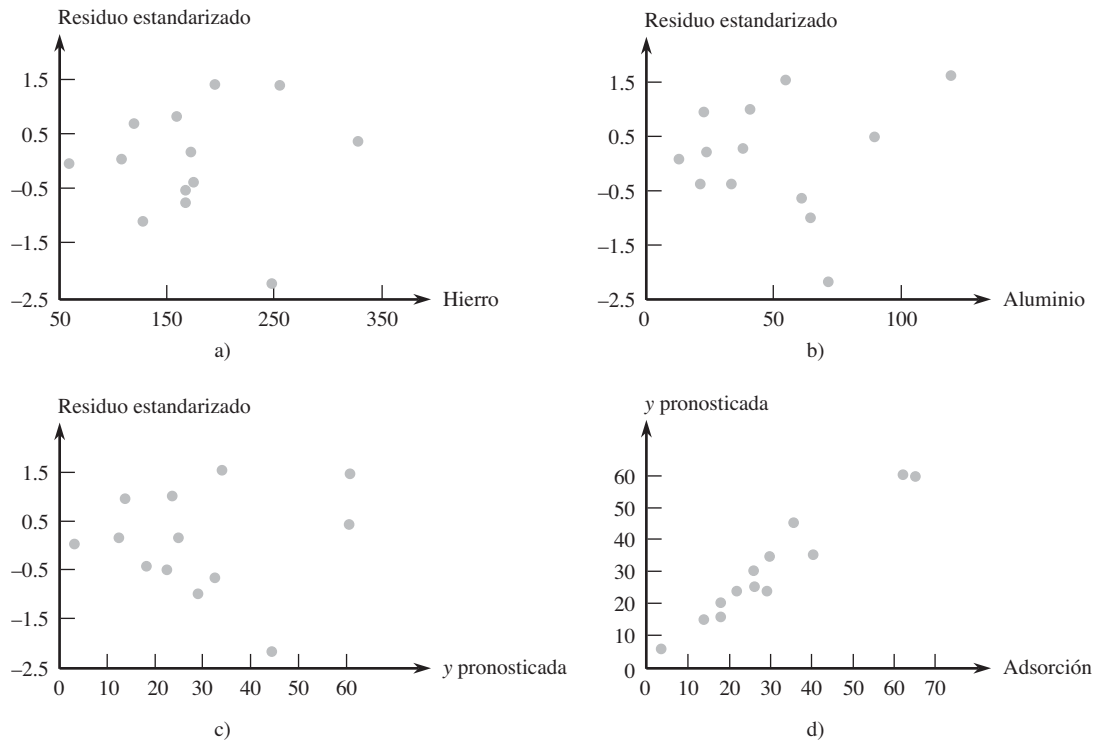 Residuo estandarizado
1.5
0.5
–0.5
–1.5
–2.5
50 150 250 350
Hierro
a)
Residuo estandarizado
1.5
0.5
–0.5
–1.5
–2.5
0 50 100
Aluminio
b)
Residuo estandarizado
1.5
0.5
–0.5
–1.5
–2.5
0 10 20 30 40 50 60
y pronosticada
c)
y pronosticada
60
50
40
30
20
10
0
0 10 20 30 40 50 60 70
Adsorción
d)